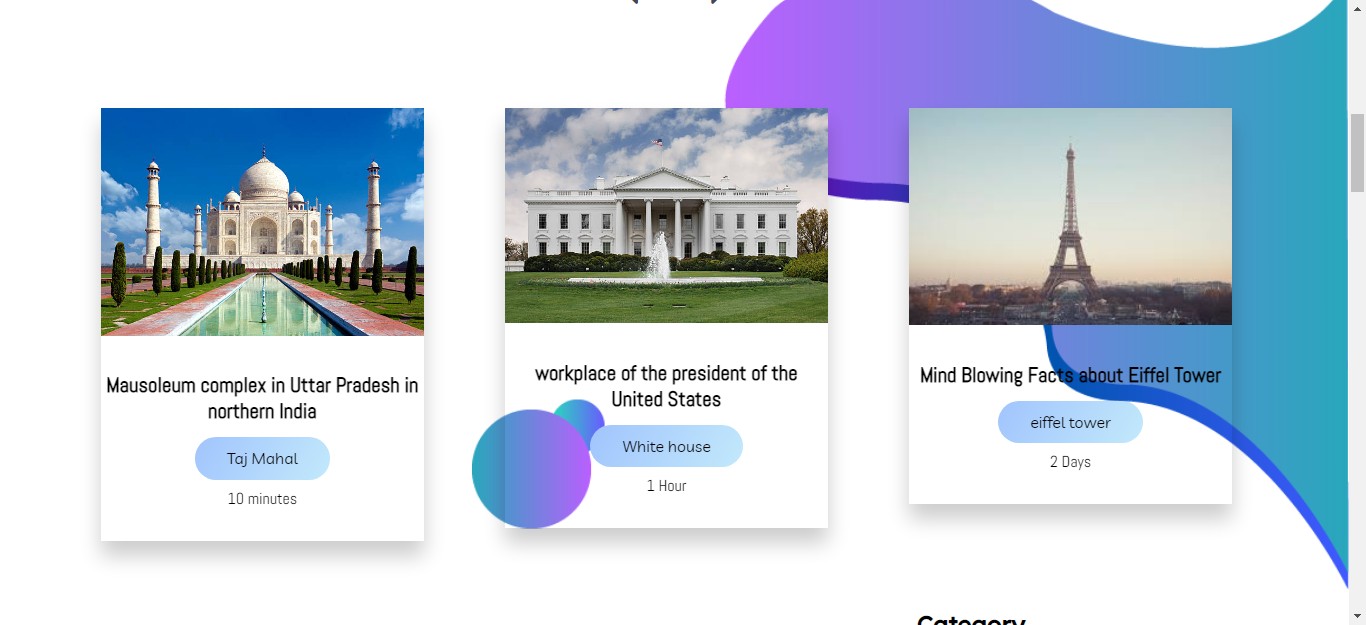 Mausoleum complex in Uttar Pradesh in
northern India
Taj Mahal
10 minutes
workplace of the president of the
United States
White house
1 Hour
Mind Blowing Facts about Eiffel Tower
eiffel tower
2 Days
Category